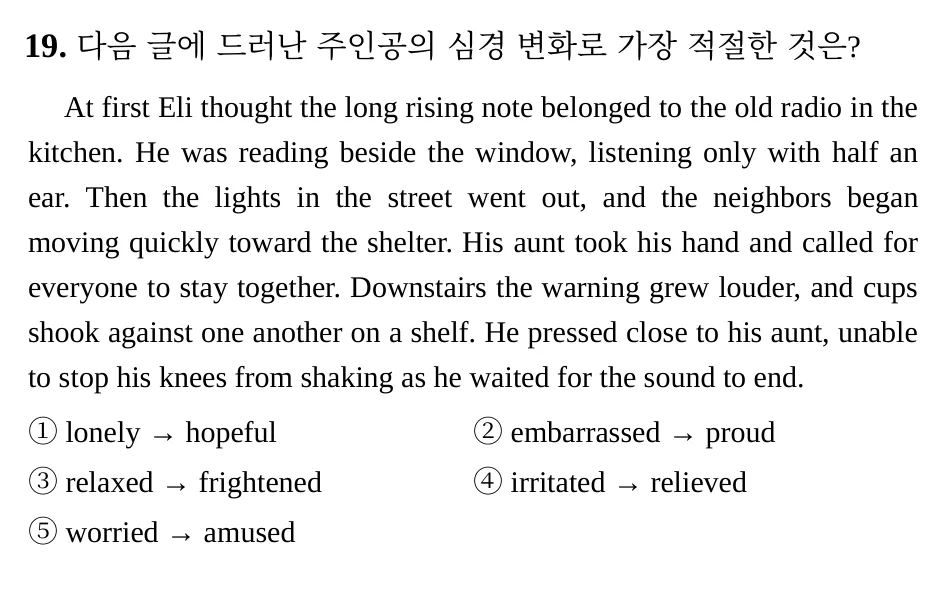 19. 다음 글에 드러난 주인공의 심경 변화로 가장 적절한 것은?
At first Eli thought the long rising note belonged to the old radio in the
kitchen. He was reading beside the window, listening only with half an
ear. Then the lights in the street went out, and the neighbors began
moving quickly toward the shelter. His aunt took his hand and called for
everyone to stay together. Downstairs the warning grew louder, and cups
shook against one another on a shelf. He pressed close to his aunt, unable
to stop his knees from shaking as he waited for the sound to end.
① lonely → hopeful ② embarrassed → proud
③ relaxed → frightened ④ irritated → relieved
⑤ worried → amused